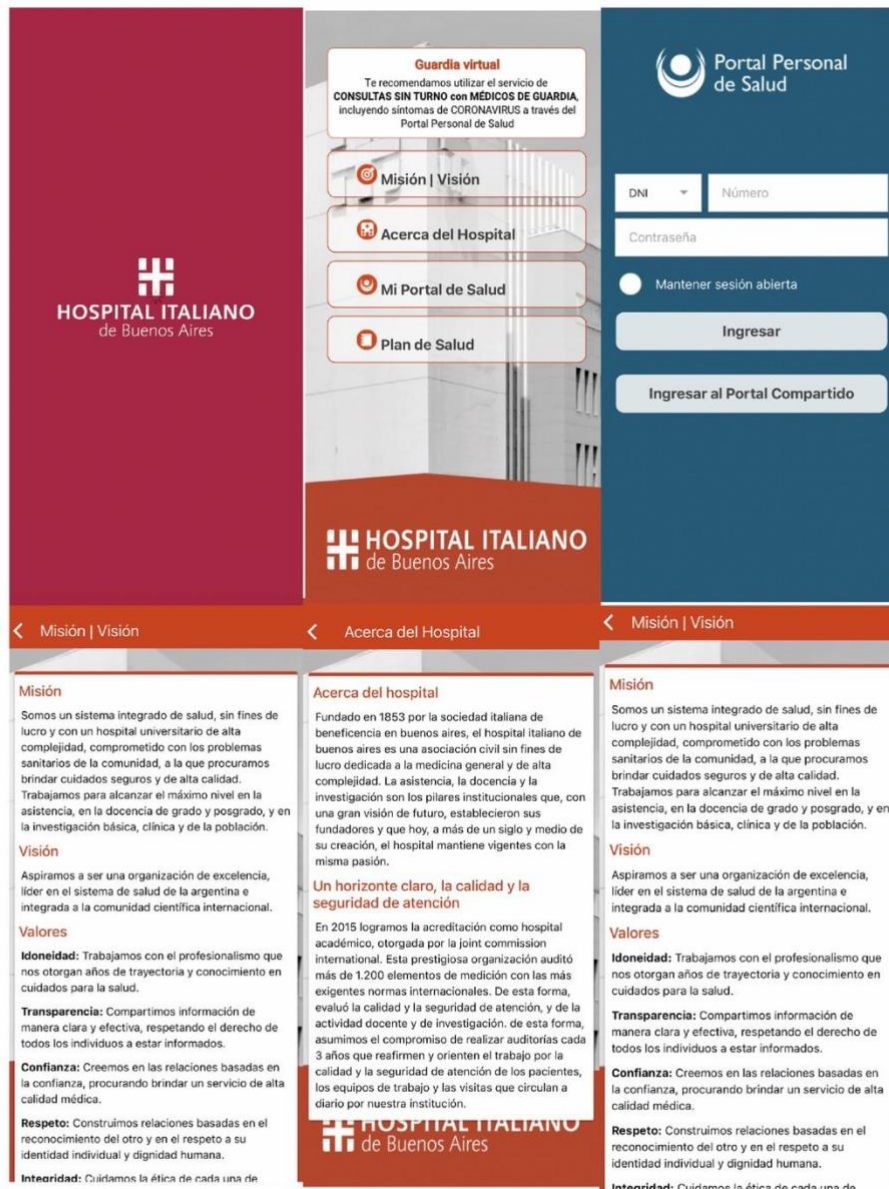 HOSPITAL ITALIANO
de Buenos Aires
Guardia virtual
Te recomendamos utilizar el servicio de
CONSULTAS SIN TURNO con MÉDICOS DE GUARDIA,
incluyendo síntomas de CORONAVIRUS a través del
Portal Personal de Salud
Misión | Visión
Acerca del Hospital
Mi Portal de Salud
Plan de Salud
HOSPITAL ITALIANO
de Buenos Aires
Portal Personal
de Salud
DNI
Número
Contraseña
Mantener sesión abierta
Ingresar
Ingresar al Portal Compartido
Misión | Visión
Misión
Somos un sistema integrado de salud, sin fines de
lucro y con un hospital universitario de alta
complejidad, comprometido con los problemas
sanitarios de la comunidad, a la que procuramos
brindar cuidados seguros y de alta calidad.
Trabajamos para alcanzar el máximo nivel en la
asistencia, en la docencia de grado y posgrado, y en
la investigación básica, clínica y de la población.
Visión
Aspiramos a ser una organización de excelencia,
líder en el sistema de salud de la argentina e
integrada a la comunidad científica internacional.
Valores
Idoneidad: Trabajamos con el profesionalismo que
nos otorgan años de trayectoria y conocimiento en
cuidados para la salud.
Transparencia: Compartimos información de
manera clara y efectiva, respetando el derecho de
todos los individuos a estar informados.
Confianza: Creemos en las relaciones basadas en
la confianza, procurando brindar un servicio de alta
calidad médica.
Respeto: Construimos relaciones basadas en el
reconocimiento del otro y en el respeto a su
identidad individual y dignidad humana.
Integridad: Cuidamos la ética de cada una de
Acerca del Hospital
Acerca del hospital
Fundado en 1853 por la sociedad italiana de
beneficencia en buenos aires, el hospital italiano de
buenos aires es una asociación civil sin fines de
lucro dedicada a la medicina general y de alta
complejidad. La asistencia, la docencia y la
investigación son los pilares institucionales que, con
una gran visión de futuro, establecieron sus
fundadores y que hoy, a más de un siglo y medio de
su creación, el hospital mantiene vigentes con la
misma pasión.
Un horizonte claro, la calidad y la
seguridad de atención
En 2015 logramos la acreditación como hospital
académico, otorgada por la joint commission
international. Esta prestigiosa organización auditó
más de 1.200 elementos de medición con las más
exigentes normas internacionales. De esta forma,
evaluó la calidad y la seguridad de atención, y de la
actividad docente y de investigación. de esta forma,
asumimos el compromiso de realizar auditorías cada
3 años que reafirmen y orienten el trabajo por la
calidad y la seguridad de atención de los pacientes,
los equipos de trabajo y las visitas que circulan a
diario por nuestra institución.
HOSPITAL ITALIANO
de Buenos Aires
Misión | Visión
Misión
Somos un sistema integrado de salud, sin fines de
lucro y con un hospital universitario de alta
complejidad, comprometido con los problemas
sanitarios de la comunidad, a la que procuramos
brindar cuidados seguros y de alta calidad.
Trabajamos para alcanzar el máximo nivel en la
asistencia, en la docencia de grado y posgrado, y en
la investigación básica, clínica y de la población.
Visión
Aspiramos a ser una organización de excelencia,
líder en el sistema de salud de la argentina e
integrada a la comunidad científica internacional.
Valores
Idoneidad: Trabajamos con el profesionalismo que
nos otorgan años de trayectoria y conocimiento en
cuidados para la salud.
Transparencia: Compartimos información de
manera clara y efectiva, respetando el derecho de
todos los individuos a estar informados.
Confianza: Creemos en las relaciones basadas en
la confianza, procurando brindar un servicio de alta
calidad médica.
Respeto: Construimos relaciones basadas en el
reconocimiento del otro y en el respeto a su
identidad individual y dignidad humana.
Integridad: Cuidamos la ética de cada una de